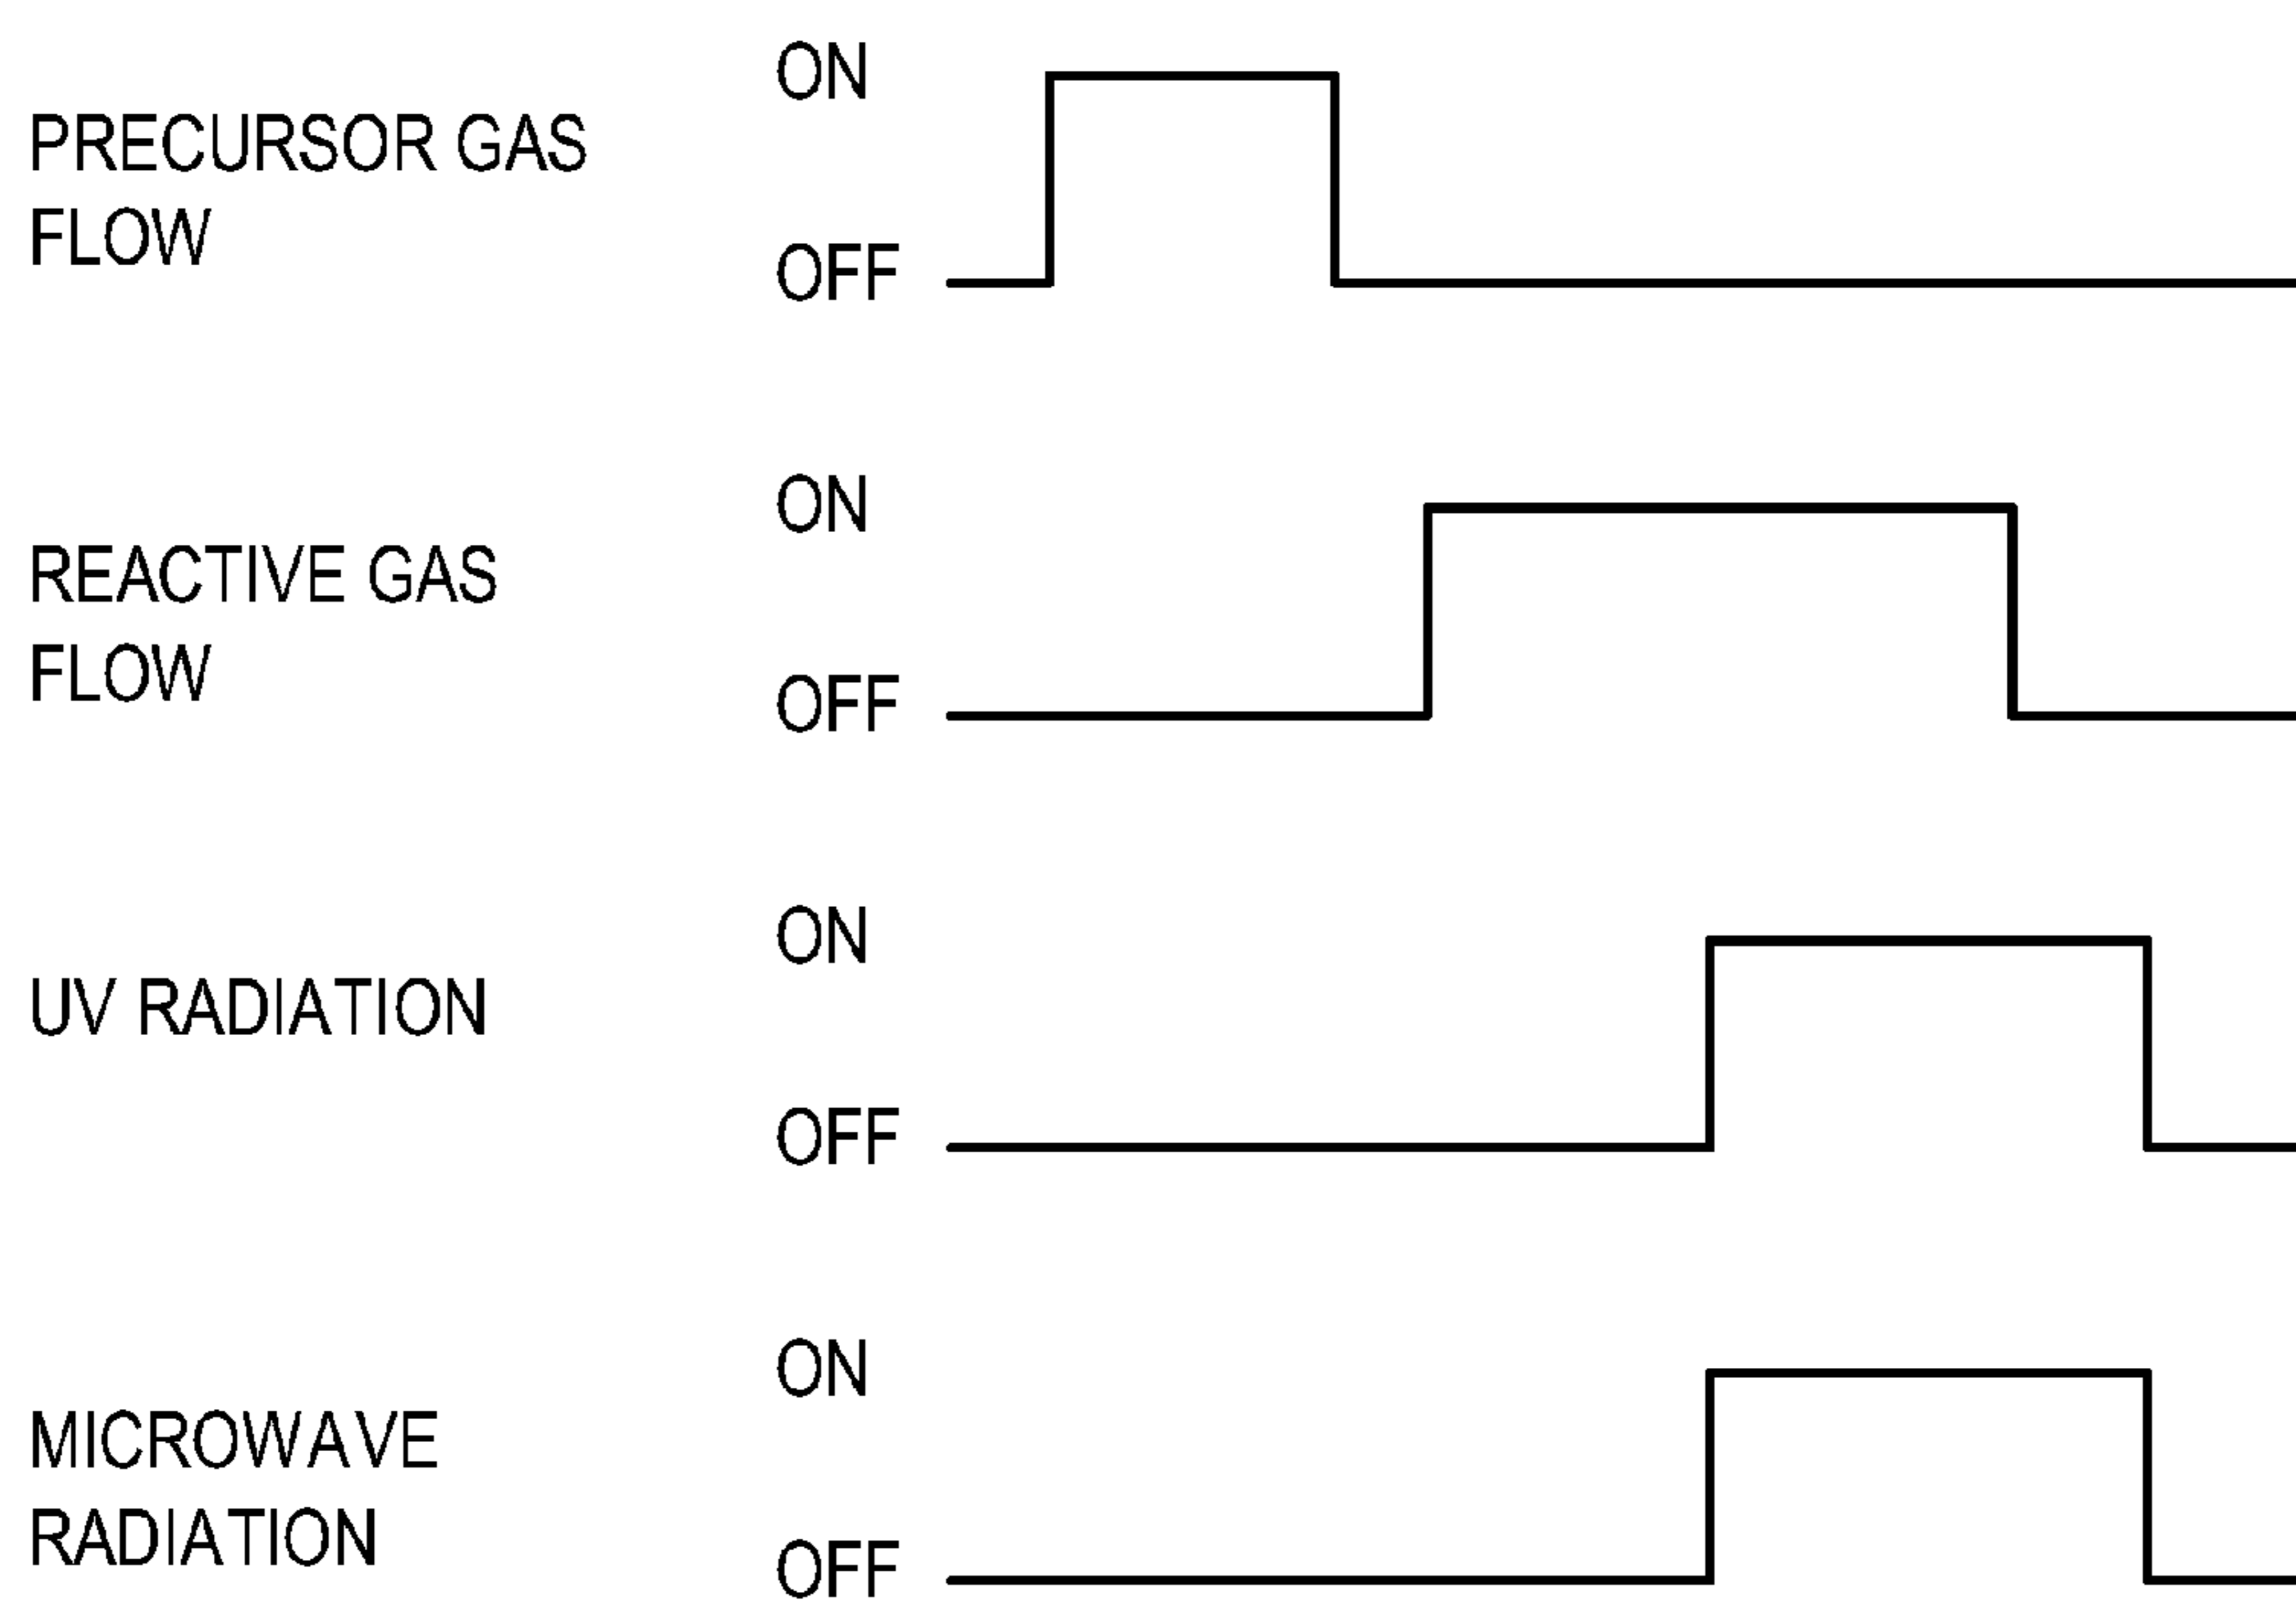 ON
PRECURSOR GAS
FLOW
OFF
ON
REACTIVE GAS
FLOW
OFF
ON
UV RADIATION
OFF
ON
MICROWAVE
RADIATION
OFF